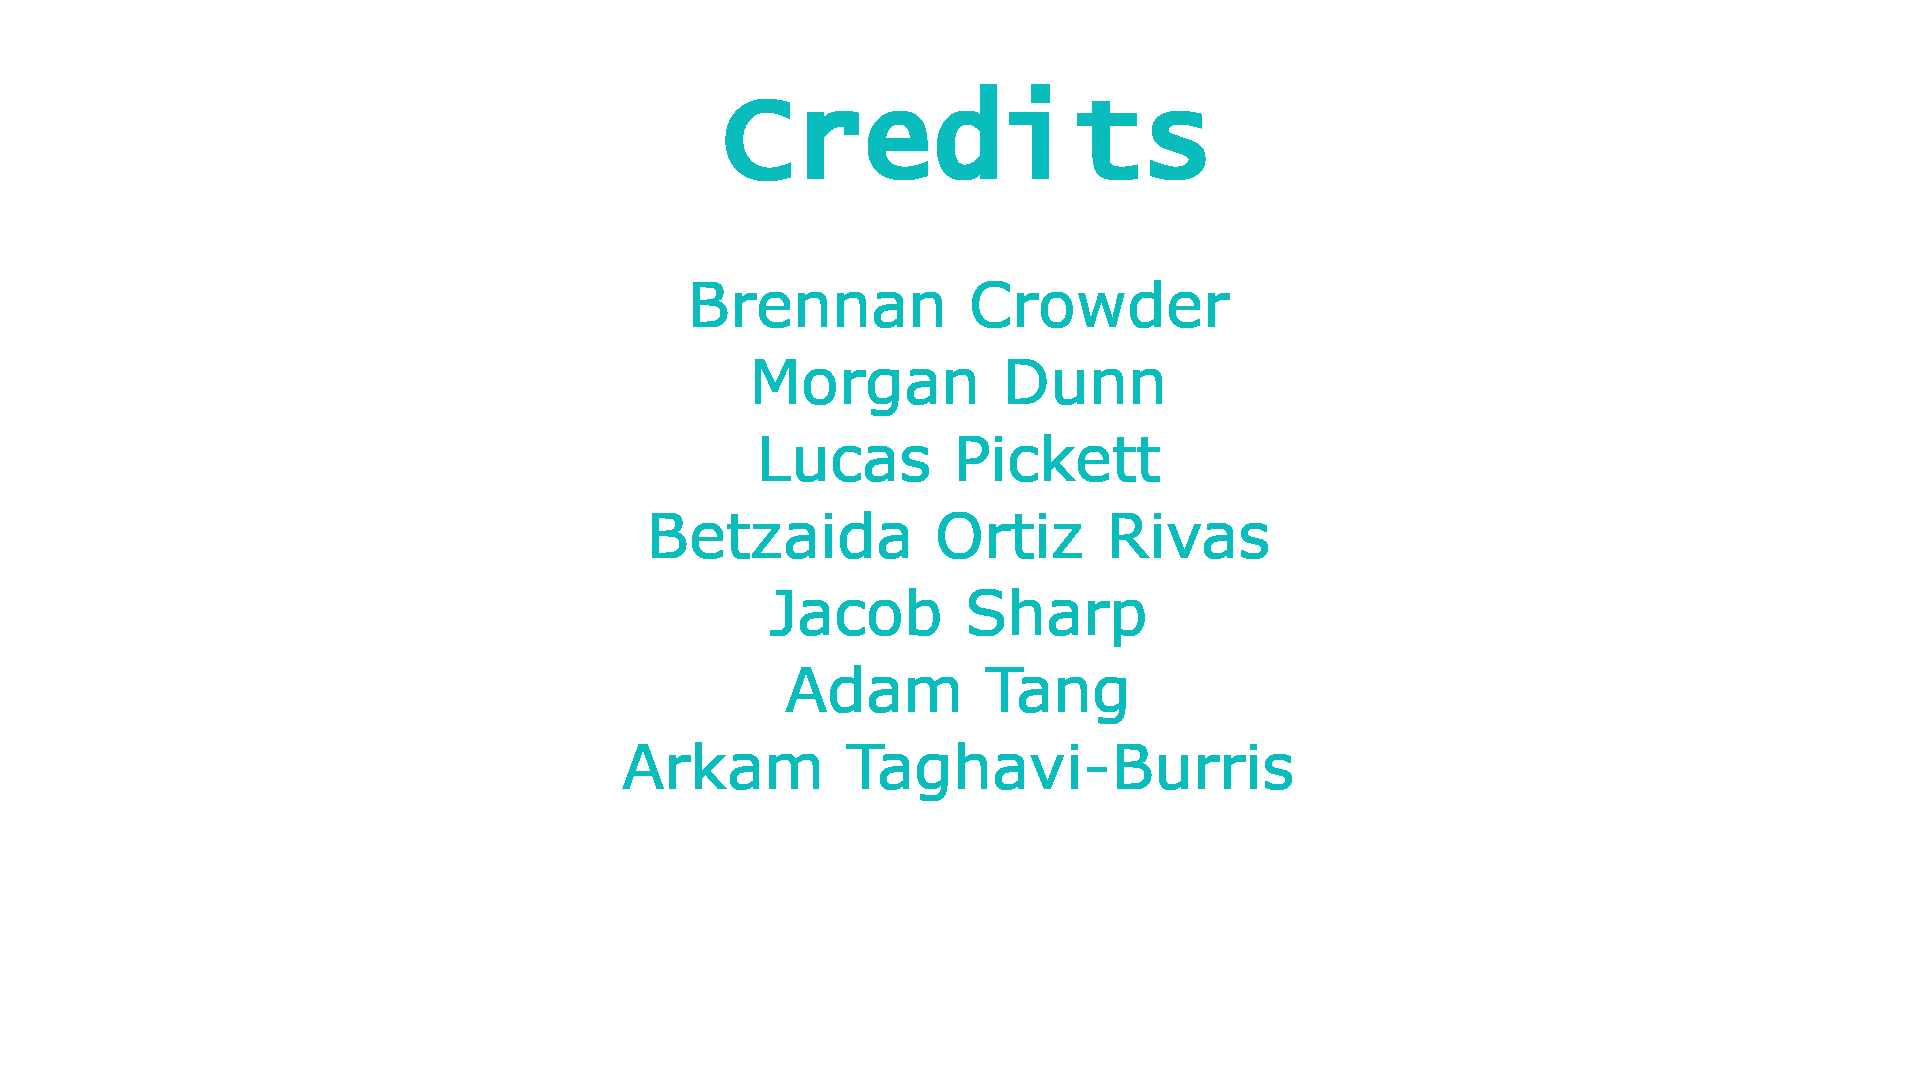 Credits
Brennan Crowder
Morgan Dunn
Lucas Pickett
Betzaida Ortiz Rivas
Jacob Sharp
Adam Tang
Arkam Taghavi-Burris